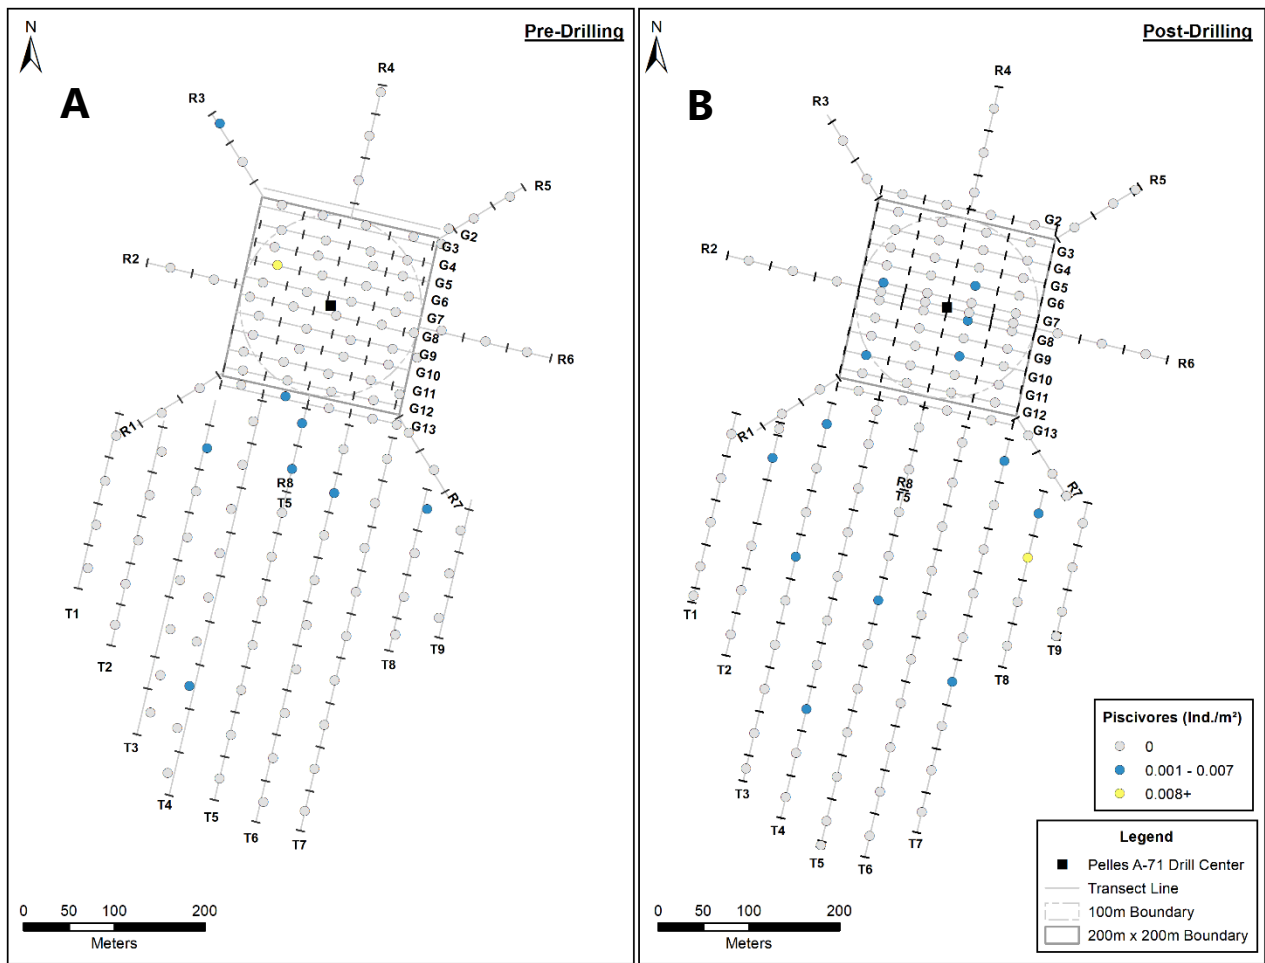 N
Pre-Drilling
A
R4
R3
R5
G2
G3
R2
G4
G5
G6
G7
G8
R6
G9
G10
G11
G12
G13
R1
R8
T5
R7
T1
T2
T8
T9
T3
T4
T5
T6
T7
0 50 100 200
Meters
N
Post-Drilling
B
R4
R3
R5
G2
G3
R2
G4
G5
G6
G7
G8
R6
G9
G10
G11
G12
G13
R1
R8
T5
R7
T1
T2
T9
T8
T3
T4
T7
T5
T6
0 50 100 200
Meters
Piscivores (Ind./m²)
0
0.001 - 0.007
0.008+
Legend
Pelles A-71 Drill Center
Transect Line
100m Boundary
200m x 200m Boundary